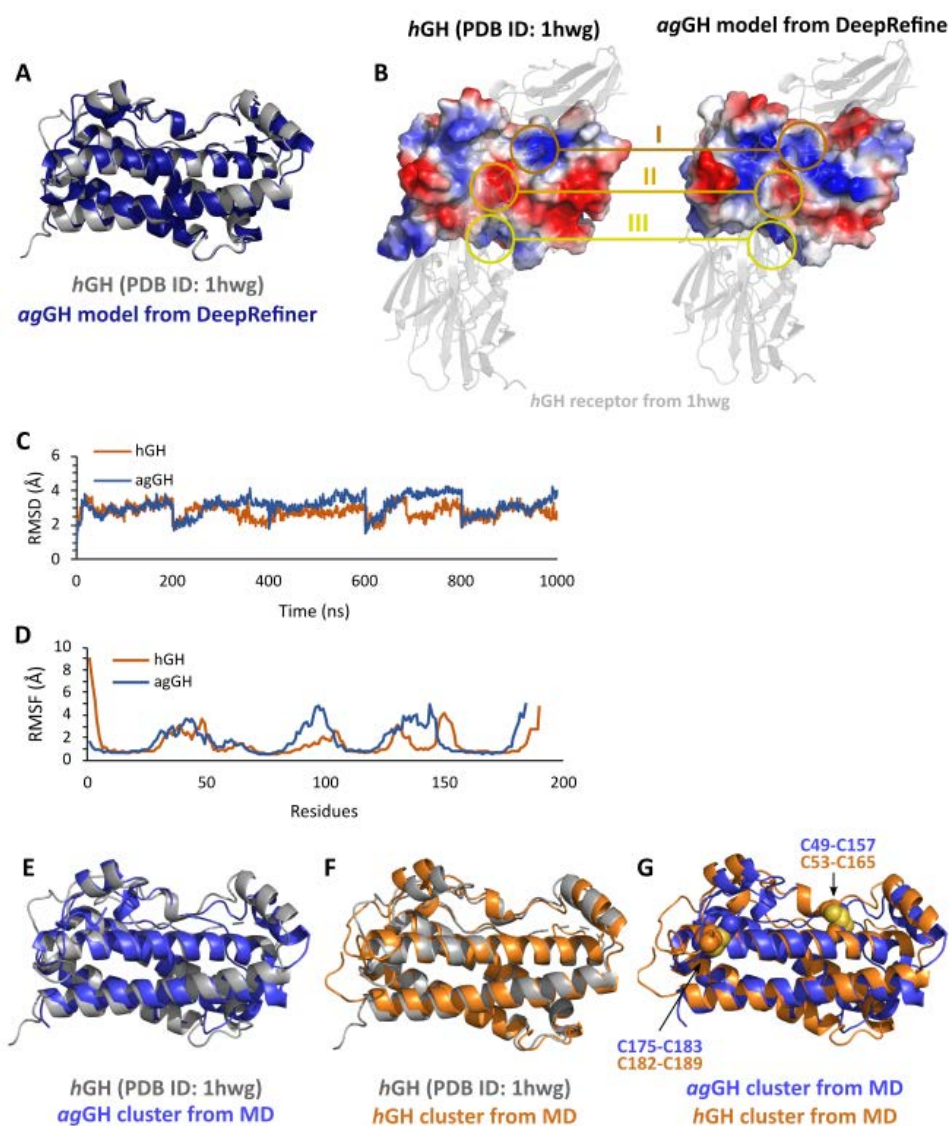 hGH (PDB ID: 1hwg)
agGH model from DeepRefine
A
B
I
II
III
hGH (PDB ID: 1hwg)
agGH model from DeepRefiner
hGH receptor from 1hwg
C
hGH
agGH
RMSD (Å)
6
4
2
0
0
200
400
600
800
1000
Time (ns)
D
hGH
agGH
RMSF (Å)
10
8
6
4
2
0
0
50
100
150
200
Residues
E
F
G
C49-C157
C53-C165
C175-C183
C182-C189
hGH (PDB ID: 1hwg)
agGH cluster from MD
hGH (PDB ID: 1hwg)
hGH cluster from MD
agGH cluster from MD
hGH cluster from MD